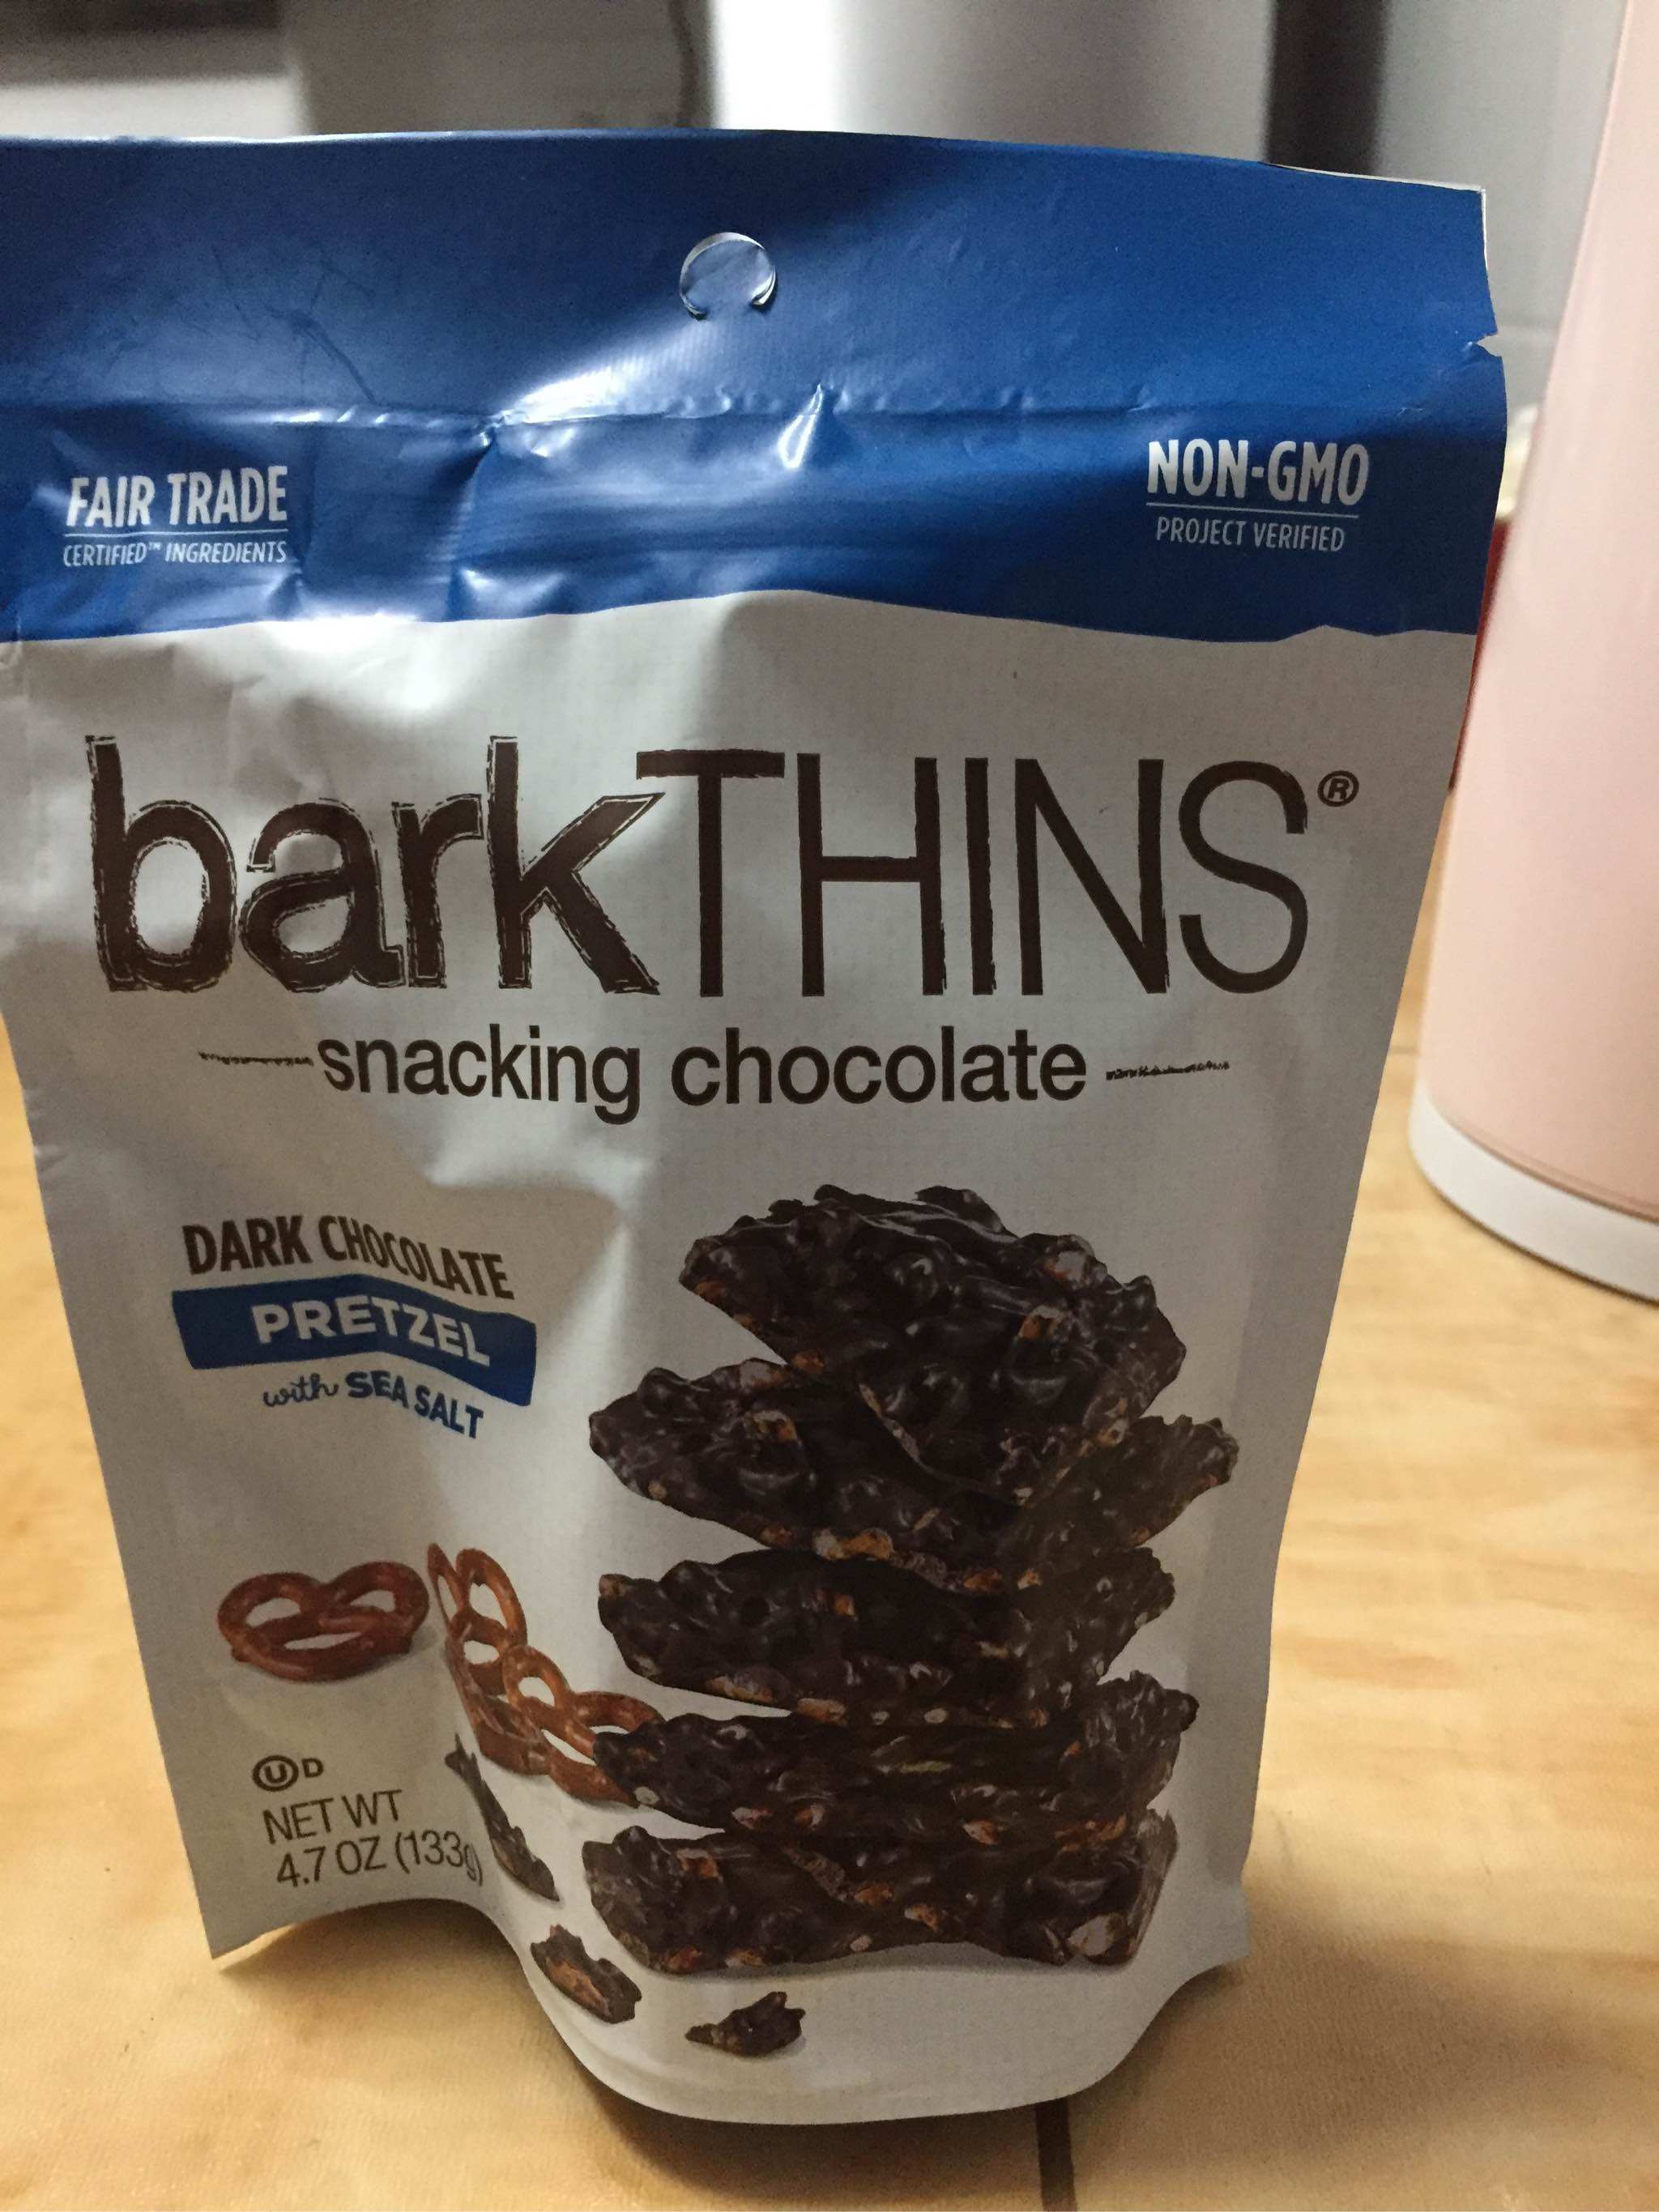 FAIR TRADE
CERTIFIED™ INGREDIENTS
NON-GMO
PROJECT VERIFIED
barkTHINS®
snacking chocolate
DARK CHOCOLATE
PRETZEL
with SEA SALT
Ⓤ D
NET WT
4.7 OZ (133g)